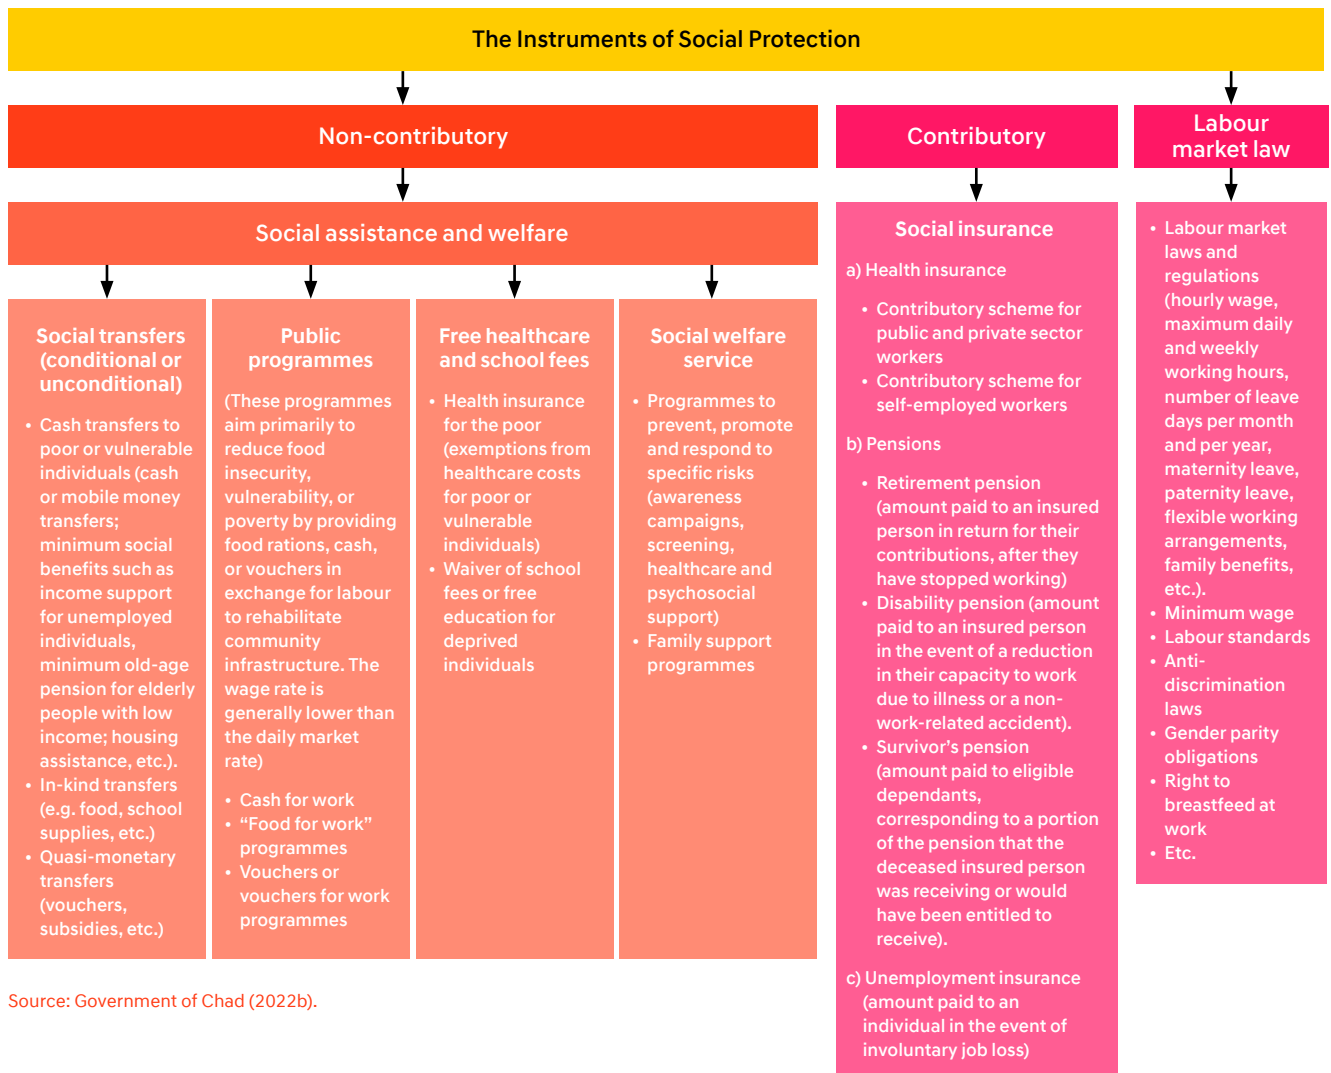 The Instruments of Social Protection
Non-contributory
Contributory
Labour
market law
Social assistance and welfare
Social transfers
(conditional or
unconditional)
• Cash transfers to
poor or vulnerable
individuals (cash
or mobile money
transfers;
minimum social
benefits such as
income support
for unemployed
individuals,
minimum old-age
pension for elderly
people with low
income; housing
assistance, etc.).
• In-kind transfers
(e.g. food, school
supplies, etc.)
• Quasi-monetary
transfers
(vouchers,
subsidies, etc.)
Public
programmes
(These programmes
aim primarily to
reduce food
insecurity,
vulnerability, or
poverty by providing
food rations, cash,
or vouchers in
exchange for labour
to rehabilitate
community
infrastructure. The
wage rate is
generally lower than
the daily market
rate)
• Cash for work
• “Food for work”
programmes
• Vouchers or
vouchers for work
programmes
Free healthcare
and school fees
• Health insurance
for the poor
(exemptions from
healthcare costs
for poor or
vulnerable
individuals)
• Waiver of school
fees or free
education for
deprived
individuals
Social welfare
service
• Programmes to
prevent, promote
and respond to
specific risks
(awareness
campaigns,
screening,
healthcare and
psychosocial
support)
• Family support
programmes
Social insurance
a) Health insurance
• Contributory scheme for
public and private sector
workers
• Contributory scheme for
self-employed workers
b) Pensions
• Retirement pension
(amount paid to an insured
person in return for their
contributions, after they
have stopped working)
• Disability pension (amount
paid to an insured person
in the event of a reduction
in their capacity to work
due to illness or a non-
work-related accident).
• Survivor’s pension
(amount paid to eligible
dependants,
corresponding to a portion
of the pension that the
deceased insured person
was receiving or would
have been entitled to
receive).
c) Unemployment insurance
(amount paid to an
individual in the event of
involuntary job loss)
• Labour market
laws and
regulations
(hourly wage,
maximum daily
and weekly
working hours,
number of leave
days per month
and per year,
maternity leave,
paternity leave,
flexible working
arrangements,
family benefits,
etc.).
• Minimum wage
• Labour standards
• Anti-
discrimination
laws
• Gender parity
obligations
• Right to
breastfeed at
work
• Etc.
Source: Government of Chad (2022b).